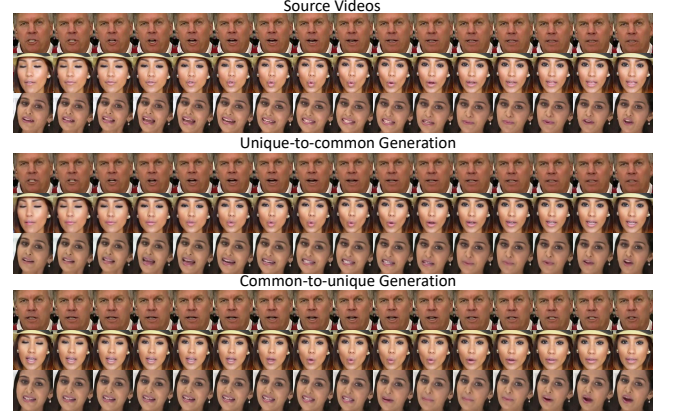 Source Videos
Unique-to-common Generation
Common-to-unique Generation